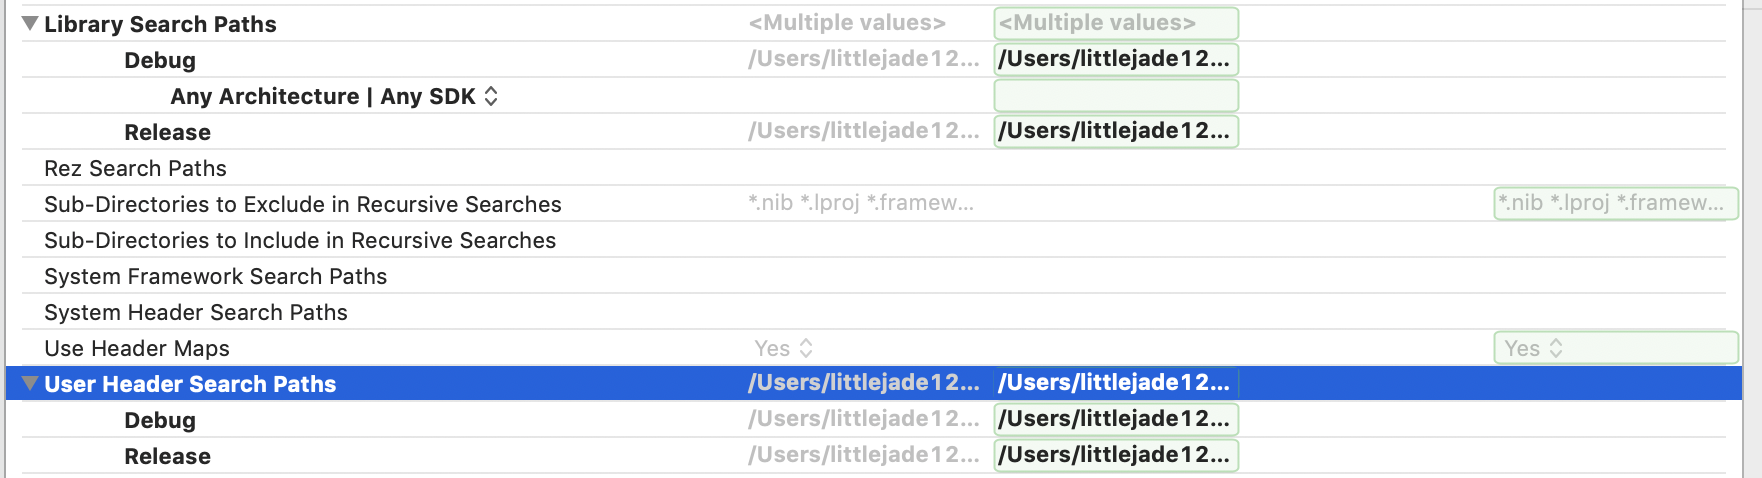 Library Search Paths <Multiple values> <Multiple values>
Debug /Users/littlejade12... /Users/littlejade12...
Any Architecture | Any SDK
Release /Users/littlejade12... /Users/littlejade12...
Rez Search Paths
Sub-Directories to Exclude in Recursive Searches *.nib *.lproj *.framew... *.nib *.lproj *.framew...
Sub-Directories to Include in Recursive Searches
System Framework Search Paths
System Header Search Paths
Use Header Maps Yes Yes
User Header Search Paths /Users/littlejade12... /Users/littlejade12...
Debug /Users/littlejade12... /Users/littlejade12...
Release /Users/littlejade12... /Users/littlejade12...